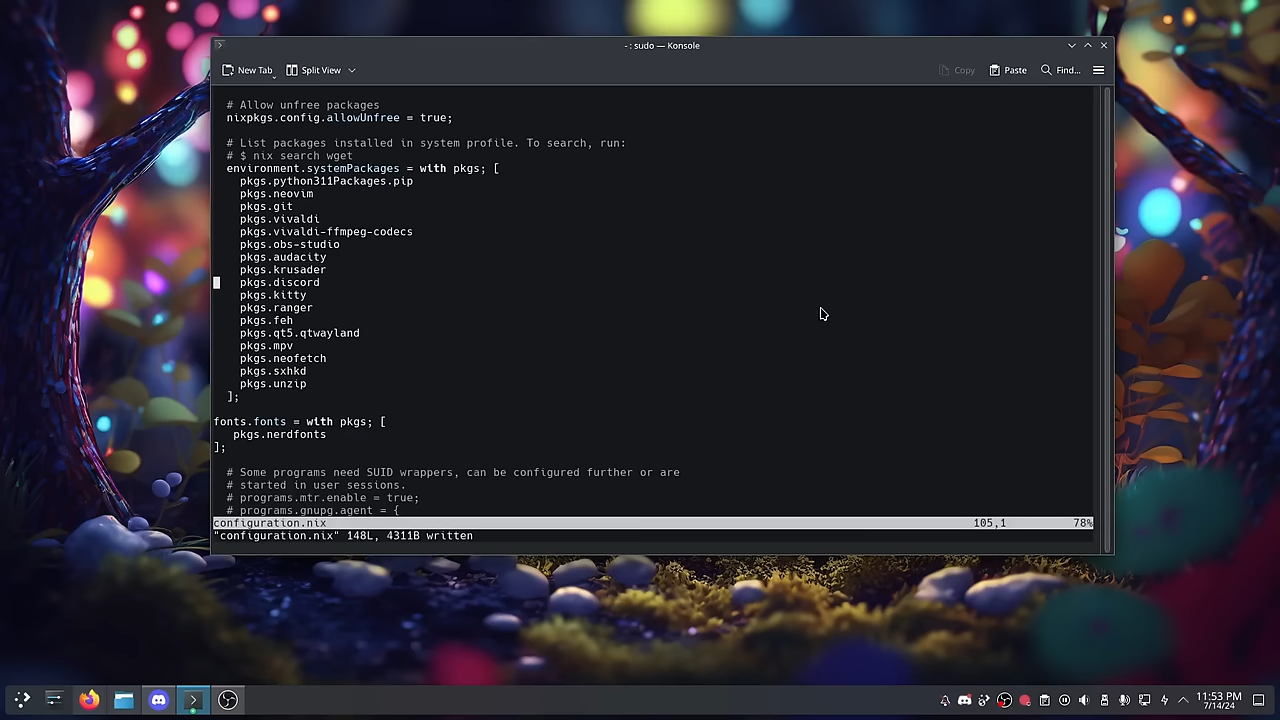 - : sudo — Konsole
New Tab Split View Copy Paste Find...
# Allow unfree packages
nixpkgs.config.allowUnfree = true;
# List packages installed in system profile. To search, run:
# $ nix search wget
environment.systemPackages = with pkgs; [
pkgs.python311Packages.pip
pkgs.neovim
pkgs.git
pkgs.vivaldi
pkgs.vivaldi-ffmpeg-codecs
pkgs.obs-studio
pkgs.audacity
pkgs.krusader
pkgs.discord
pkgs.kitty
pkgs.ranger
pkgs.feh
pkgs.qt5.qtwayland
pkgs.mpv
pkgs.neofetch
pkgs.sxhkd
pkgs.unzip
];
fonts.fonts = with pkgs; [
pkgs.nerdfonts
];
# Some programs need SUID wrappers, can be configured further or are
# started in user sessions.
# programs.mtr.enable = true;
# programs.gnupg.agent = {
configuration.nix 105,1 78%
"configuration.nix" 148L, 4311B written
11:53 PM
7/14/24